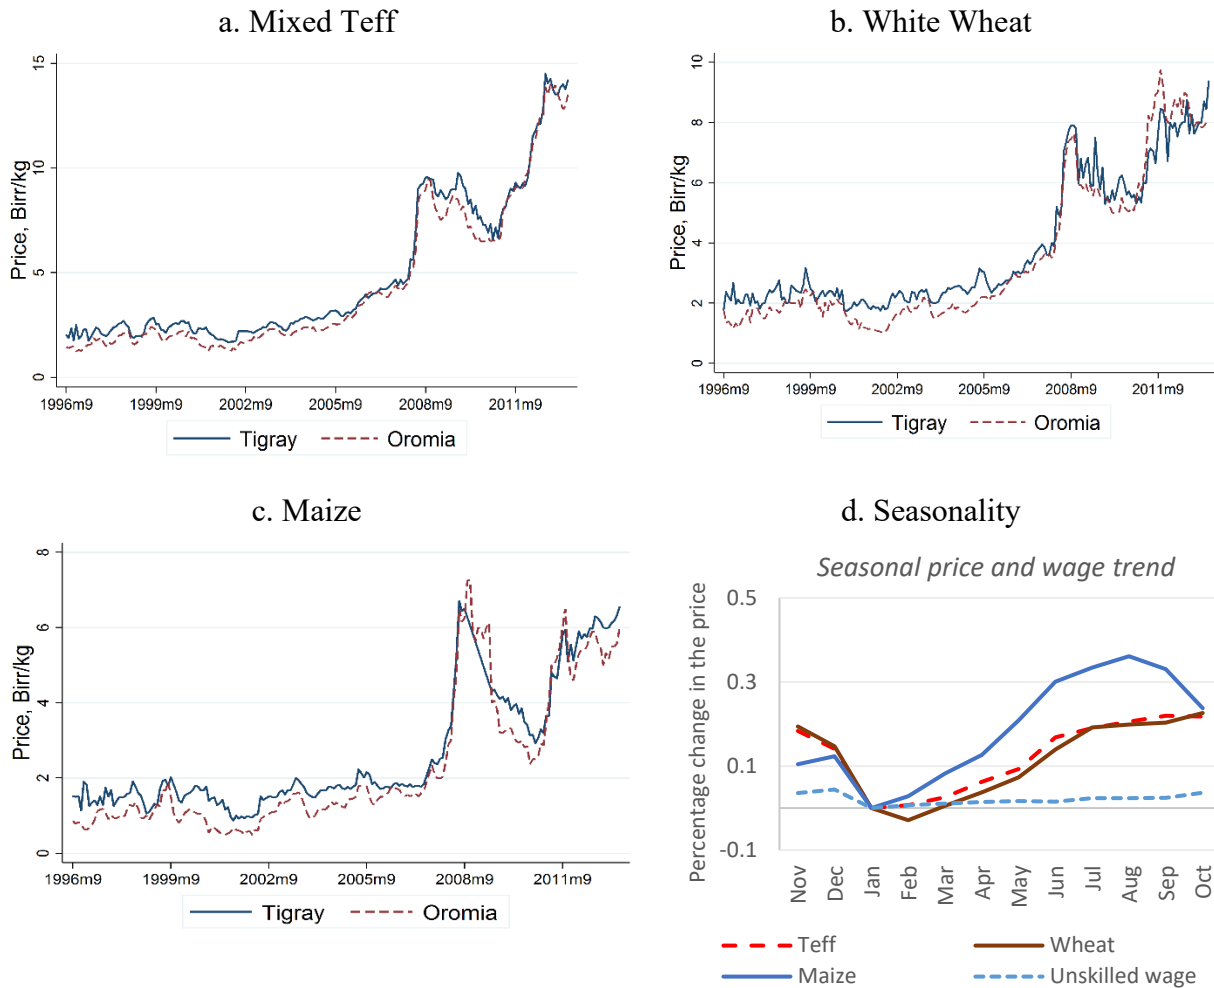 a. Mixed Teff
Price, Birr/kg
15
10
5
0
1996m9 1999m9 2002m9 2005m9 2008m9 2011m9
Tigray Oromia
b. White Wheat
Price, Birr/kg
10
8
6
4
2
0
1996m9 1999m9 2002m9 2005m9 2008m9 2011m9
Tigray Oromia
c. Maize
Price, Birr/kg
8
6
4
2
0
1996m9 1999m9 2002m9 2005m9 2008m9 2011m9
Tigray Oromia
d. Seasonality
Seasonal price and wage trend
Percentage change in the price
0.5
0.3
0.1
-0.1
Nov Dec Jan Feb Mar Apr May Jun Jul Aug Sep Oct
Teff Wheat
Maize Unskilled wage